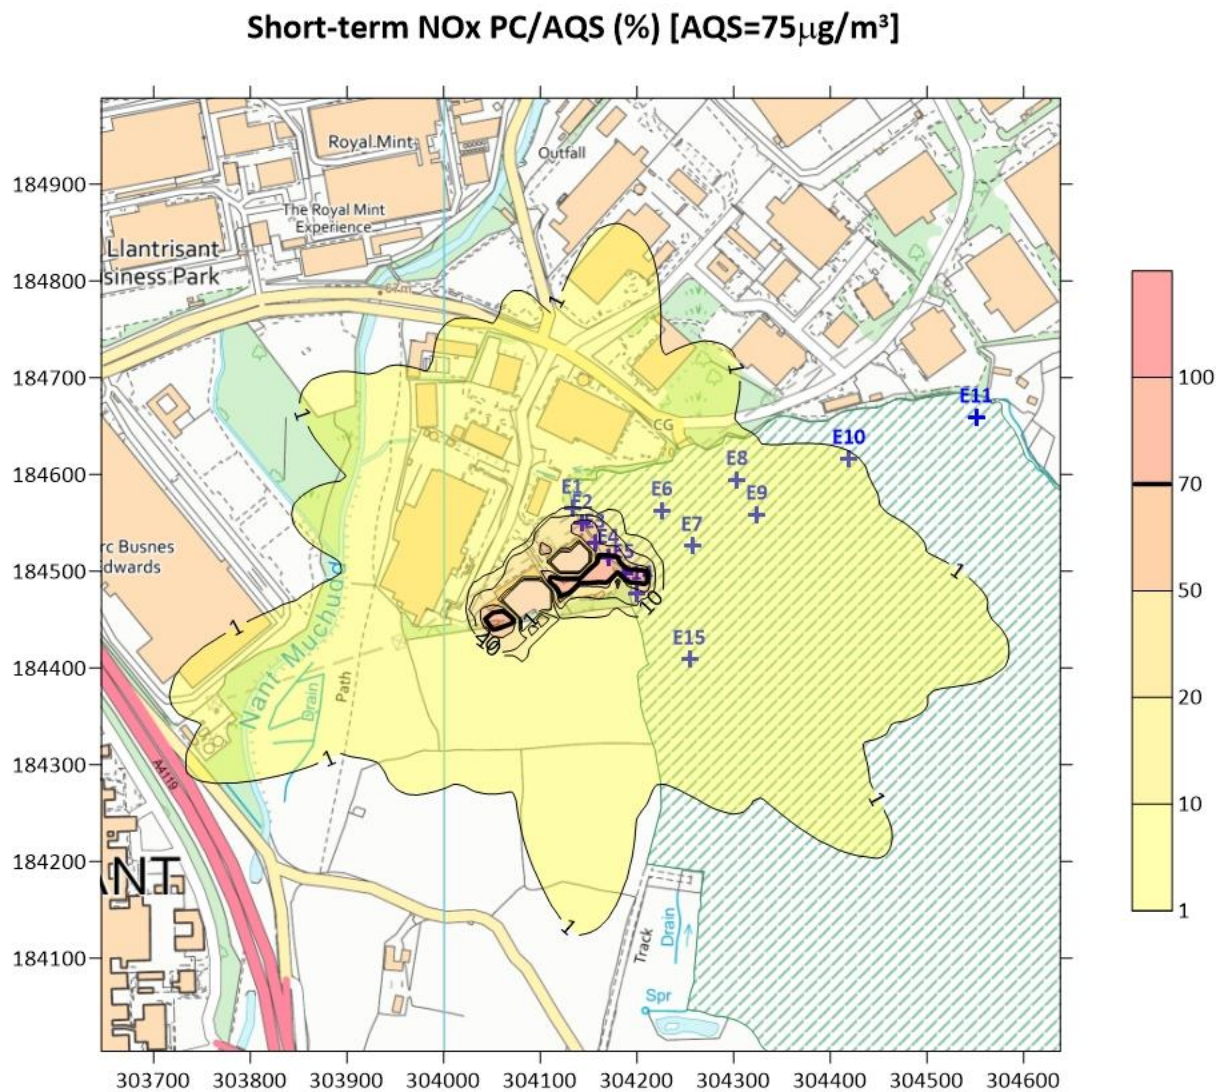 Short-term NOx PC/AQS (%) [AQS=75μg/m³]
184900
184800
184700
184600
184500
184400
184300
184200
184100
303700 303800 303900 304000 304100 304200 304300 304400 304500 304600
Royal Mint
Outfall
The Royal Mint
Experience
Llantrisant
siness Park
67m
1
1
1
CG
E11
E10
E8
E1
E2
E6
E9
E3
E4
E7
E5
rc Busnes
dwards
1
10
1
E15
Nant Muchudd
Drain
Path
1
1
A4119
ANT
1
Track
Drain
Spr
100
70
50
20
10
1